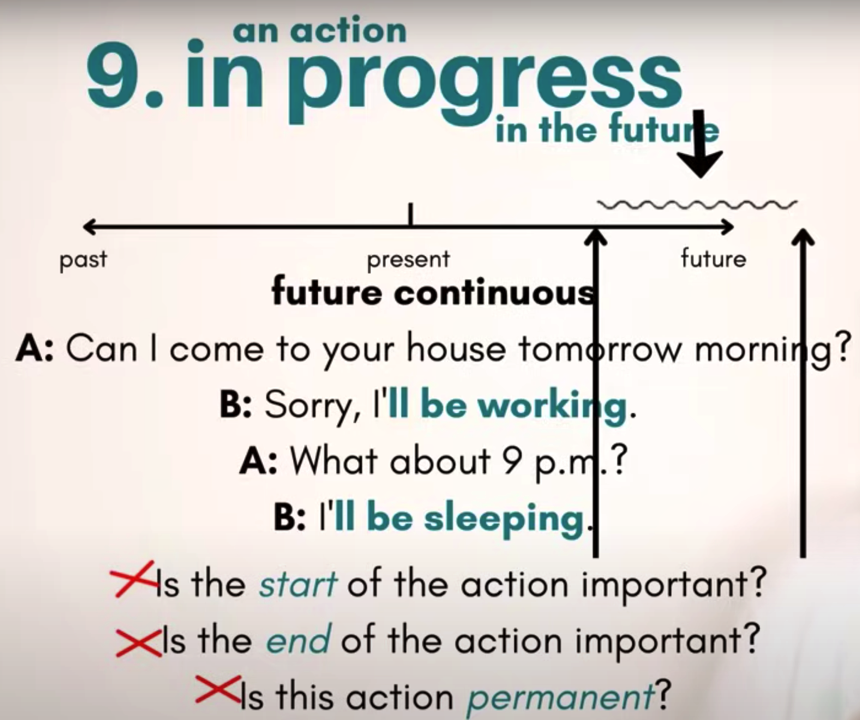 an action
9. in progress
in the future
past present future
future continuous
A: Can I come to your house tomorrow morning?
B: Sorry, I'll be working.
A: What about 9 p.m.?
B: I'll be sleeping.
Is the start of the action important?
Is the end of the action important?
Is this action permanent?